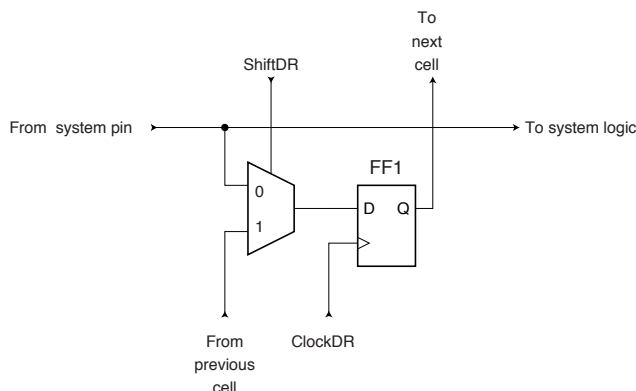 To
next
cell
ShiftDR
From system pin
To system logic
FF1
0
D Q
1
From
previous
cell
ClockDR